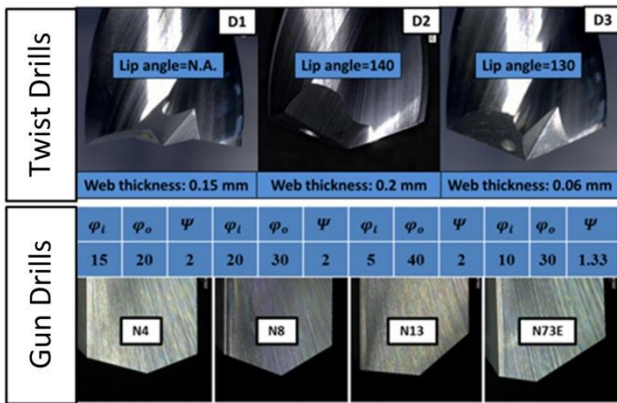 Twist Drills
D1
D2
D3
Lip angle=N.A.
Lip angle=140
Lip angle=130
Web thickness: 0.15 mm
Web thickness: 0.2 mm
Web thickness: 0.06 mm
Gun Drills
φi φo Ψ φi φo Ψ φi φo Ψ φi φo Ψ
15 20 2 20 30 2 5 40 2 10 30 1.33
N4
N8
N13
N73E